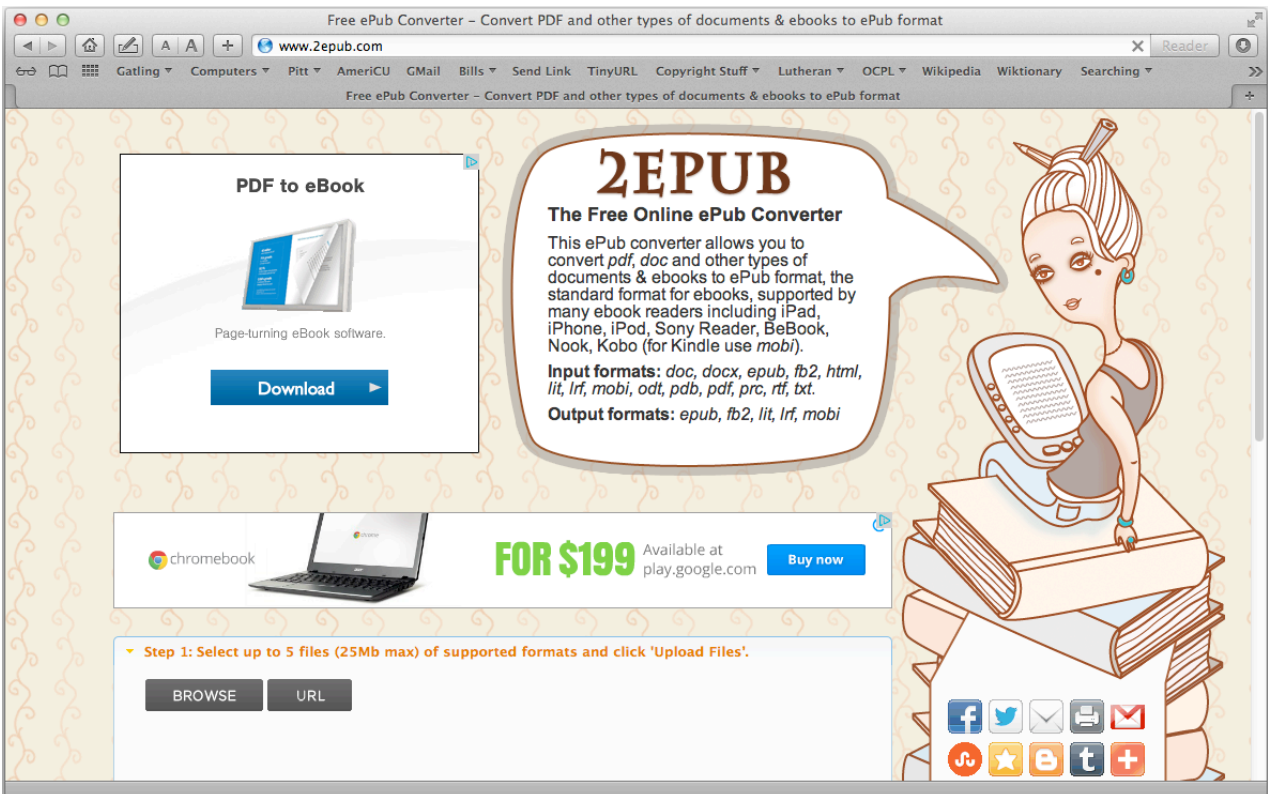 Free ePub Converter – Convert PDF and other types of documents & ebooks to ePub format
A A + www.2epub.com Reader
Gatling Computers Pitt AmeriCU GMail Bills Send Link TinyURL Copyright Stuff Lutheran OCPL Wikipedia Wiktionary Searching
Free ePub Converter – Convert PDF and other types of documents & ebooks to ePub format
PDF to eBook
Page-turning eBook software.
Download
2EPUB
The Free Online ePub Converter
This ePub converter allows you to
convert pdf, doc and other types of
documents & ebooks to ePub format, the
standard format for ebooks, supported by
many ebook readers including iPad,
iPhone, iPod, Sony Reader, BeBook,
Nook, Kobo (for Kindle use mobi).
Input formats: doc, docx, epub, fb2, html,
lit, lrf, mobi, odt, pdb, pdf, prc, rtf, txt.
Output formats: epub, fb2, lit, lrf, mobi
chromebook
chrome
FOR $199
Available at
play.google.com
Buy now
Step 1: Select up to 5 files (25Mb max) of supported formats and click 'Upload Files'.
BROWSE URL